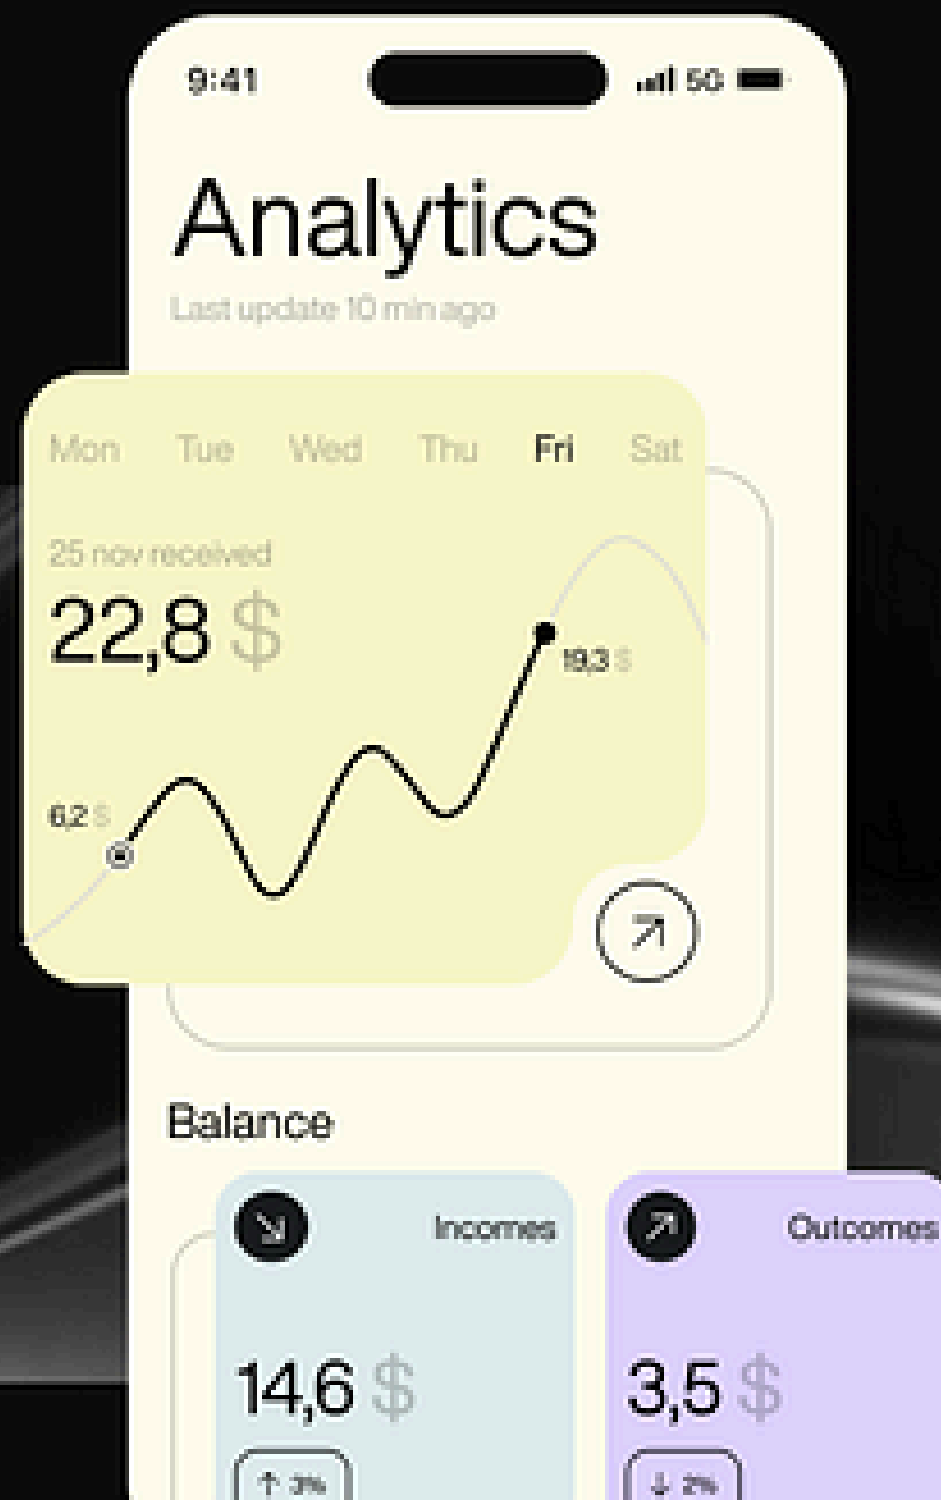 9:41 5G
Analytics
Last update 10 min ago
Mon Tue Wed Thu Fri Sat
25 nov received
22,8 $
19,3 $
6,2 $
Balance
Incomes
14,6 $
↑ 3%
Outcomes
3,5 $
↓ 2%